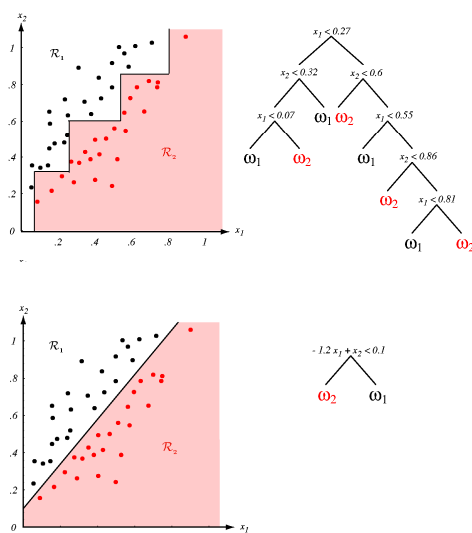 x2
x1 < 0.27
1
R1
x2 < 0.32
x2 < 0.6
.8
x1 < 0.07
ω1
ω2
x1 < 0.55
.6
ω1
ω2
ω1
x2 < 0.86
.4
R2
ω2
x1 < 0.81
.2
ω1
ω2
0
x1
.2 .4 .6 .8 1
x2
1
R1
- 1.2 x1 + x2 < 0.1
.8
ω2
ω1
.6
.4
R2
.2
0
x1
.2 .4 .6 .8 1